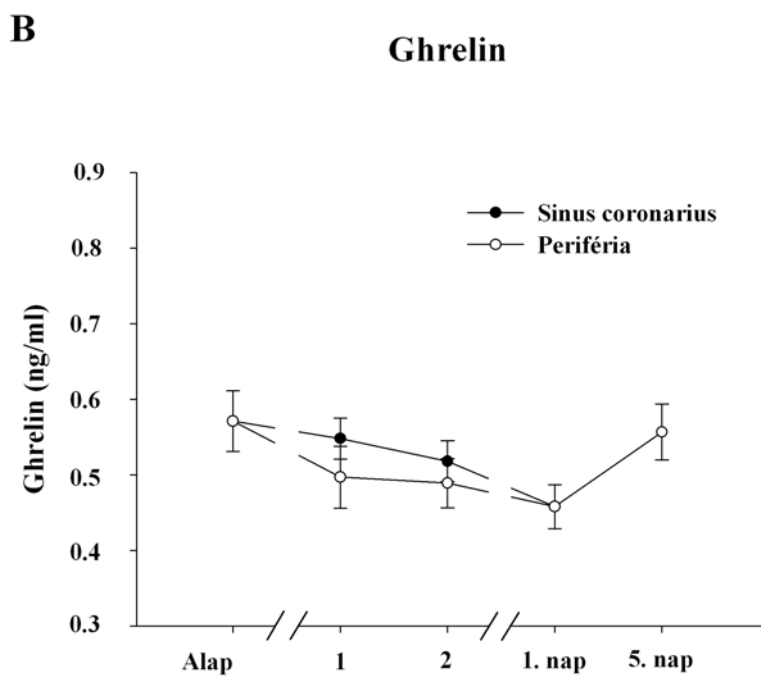 B
Ghrelin
0.9
0.8
0.7
0.6
0.5
0.4
0.3
Ghrelin (ng/ml)
Sinus coronarius
Periféria
Alap 1 2 1. nap 5. nap